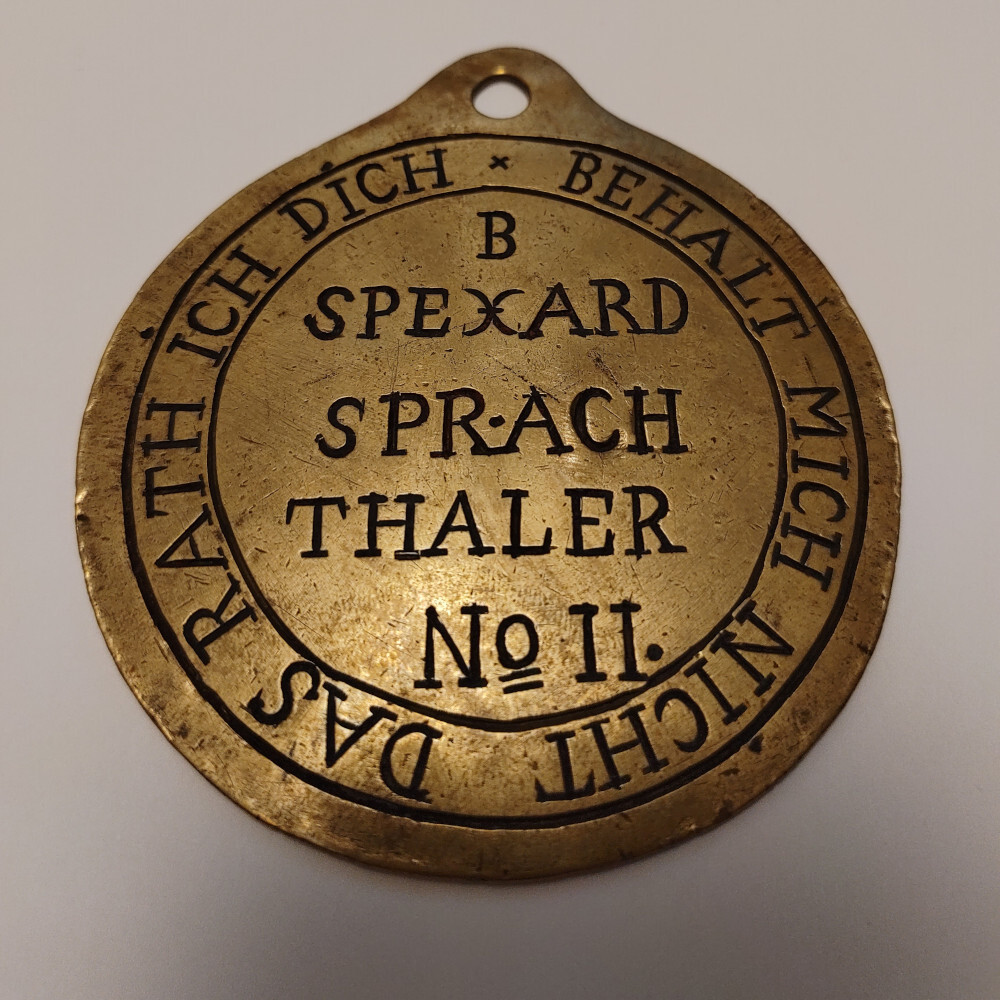 BEHALT MICH NICHT DAS RATH ICH DICH ×
B
SPEXARD
SPR·ACH
THALER
No II.